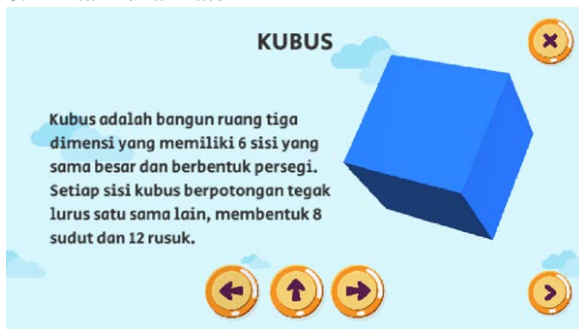 KUBUS
Kubus adalah bangun ruang tiga
dimensi yang memiliki 6 sisi yang
sama besar dan berbentuk persegi.
Setiap sisi kubus berpotongan tegak
lurus satu sama lain, membentuk 8
sudut dan 12 rusuk.